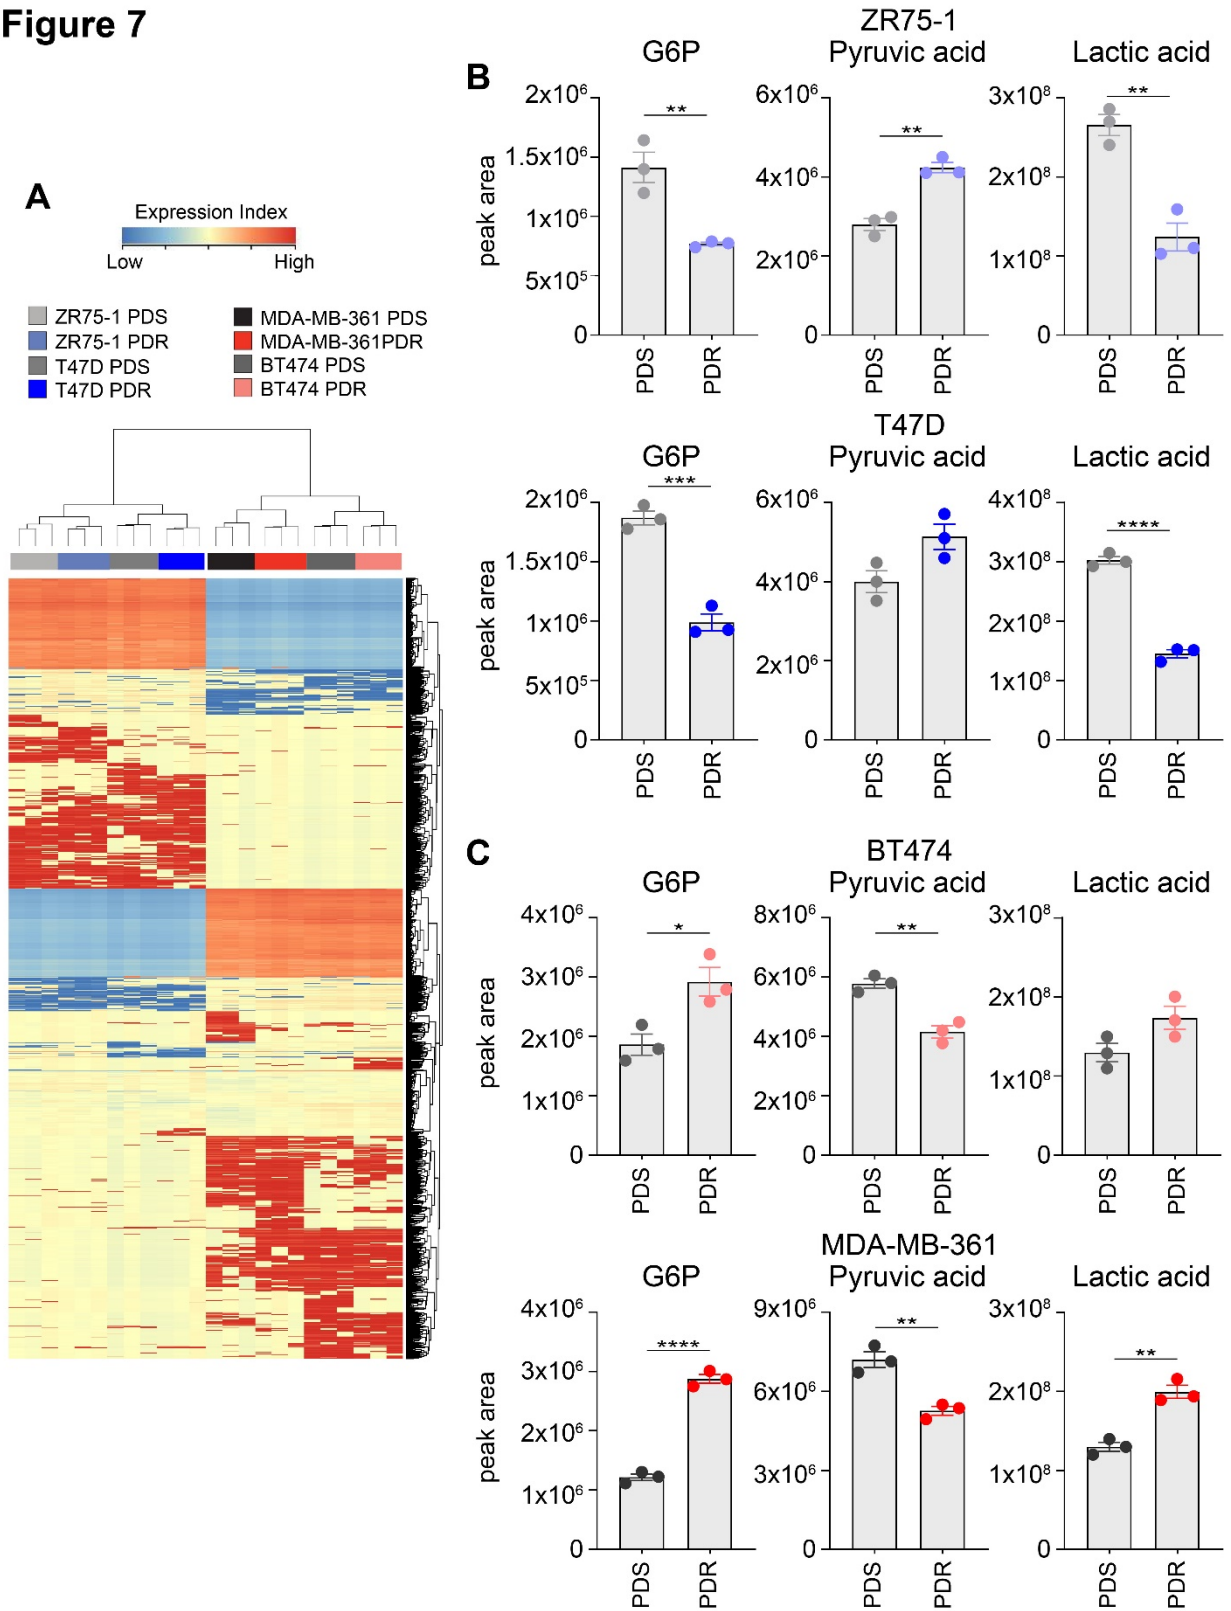 Figure 7
A
Expression Index
Low High
ZR75-1 PDS
ZR75-1 PDR
T47D PDS
T47D PDR
MDA-MB-361 PDS
MDA-MB-361PDR
BT474 PDS
BT474 PDR
B
ZR75-1
G6P Pyruvic acid Lactic acid
peak area
2x10⁶
1.5x10⁶
1x10⁶
5x10⁵
0
**
PDS PDR
6x10⁶
4x10⁶
2x10⁶
0
**
PDS PDR
3x10⁸
2x10⁸
1x10⁸
0
**
PDS PDR
T47D
G6P Pyruvic acid Lactic acid
peak area
2x10⁶
1.5x10⁶
1x10⁶
5x10⁵
0
***
PDS PDR
6x10⁶
4x10⁶
2x10⁶
0
PDS PDR
4x10⁸
3x10⁸
2x10⁸
1x10⁸
0
****
PDS PDR
C
BT474
G6P Pyruvic acid Lactic acid
peak area
4x10⁶
3x10⁶
2x10⁶
1x10⁶
0
*
PDS PDR
8x10⁶
6x10⁶
4x10⁶
2x10⁶
0
**
PDS PDR
3x10⁸
2x10⁸
1x10⁸
0
PDS PDR
MDA-MB-361
G6P Pyruvic acid Lactic acid
peak area
4x10⁶
3x10⁶
2x10⁶
1x10⁶
0
****
PDS PDR
9x10⁶
6x10⁶
3x10⁶
0
**
PDS PDR
3x10⁸
2x10⁸
1x10⁸
0
**
PDS PDR